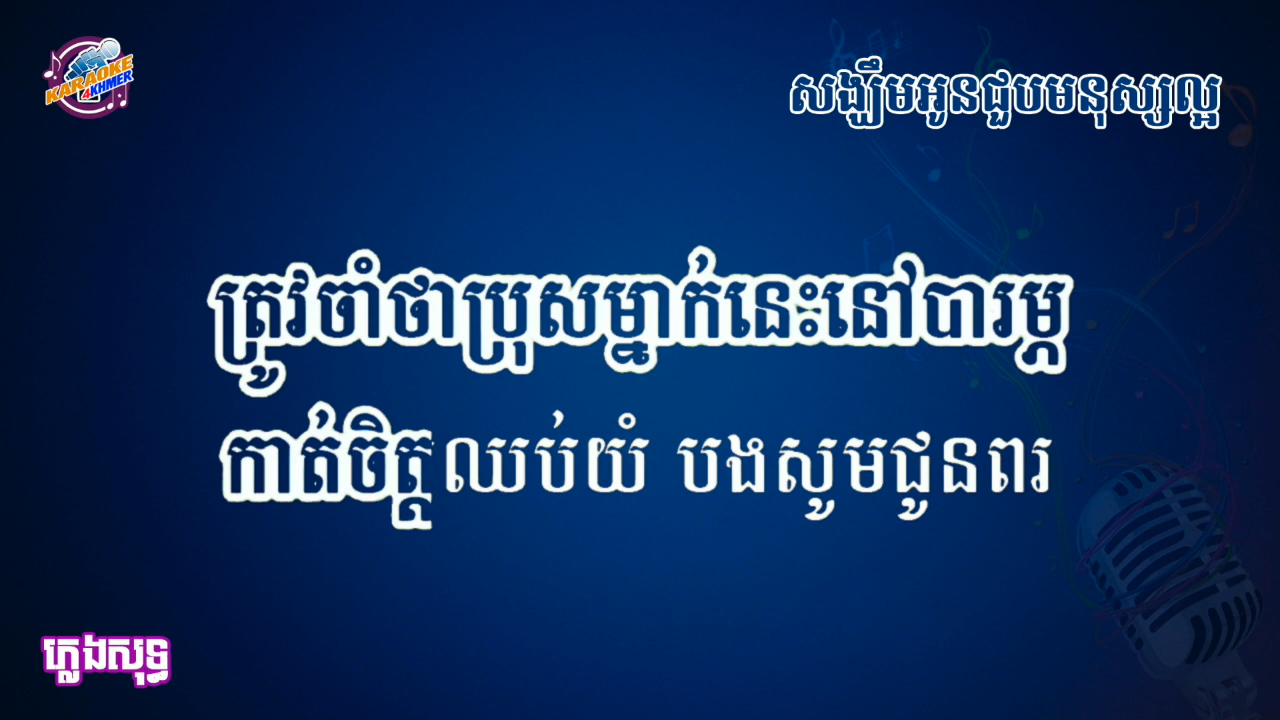 KARAOKE
4KHMER
សង្ឃឹមអូនជួបមនុស្សល្អ
ត្រូវចាំថាប្រុសម្នាក់នេះនៅបារម្ភ
កាត់ចិត្តឈប់យំ បងសូមជូនពរ
ភ្លេងសុទ្ធ